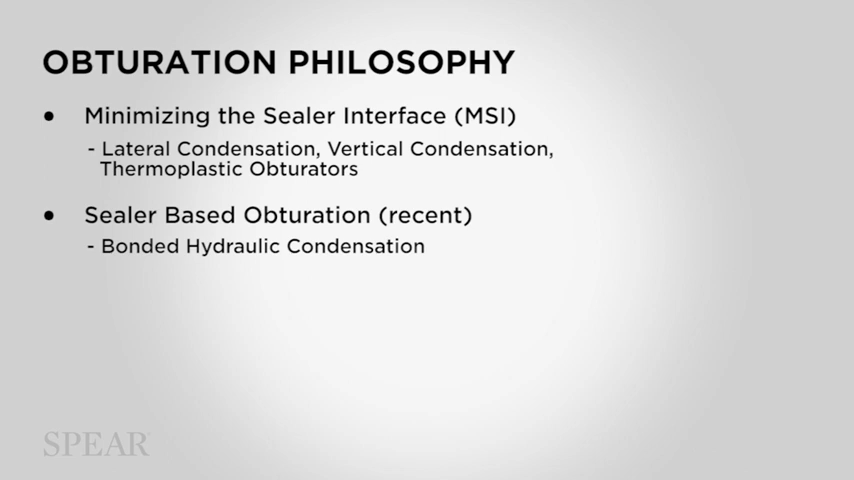 OBTURATION PHILOSOPHY
• Minimizing the Sealer Interface (MSI)
- Lateral Condensation, Vertical Condensation,
Thermoplastic Obturators
• Sealer Based Obturation (recent)
- Bonded Hydraulic Condensation
SPEAR